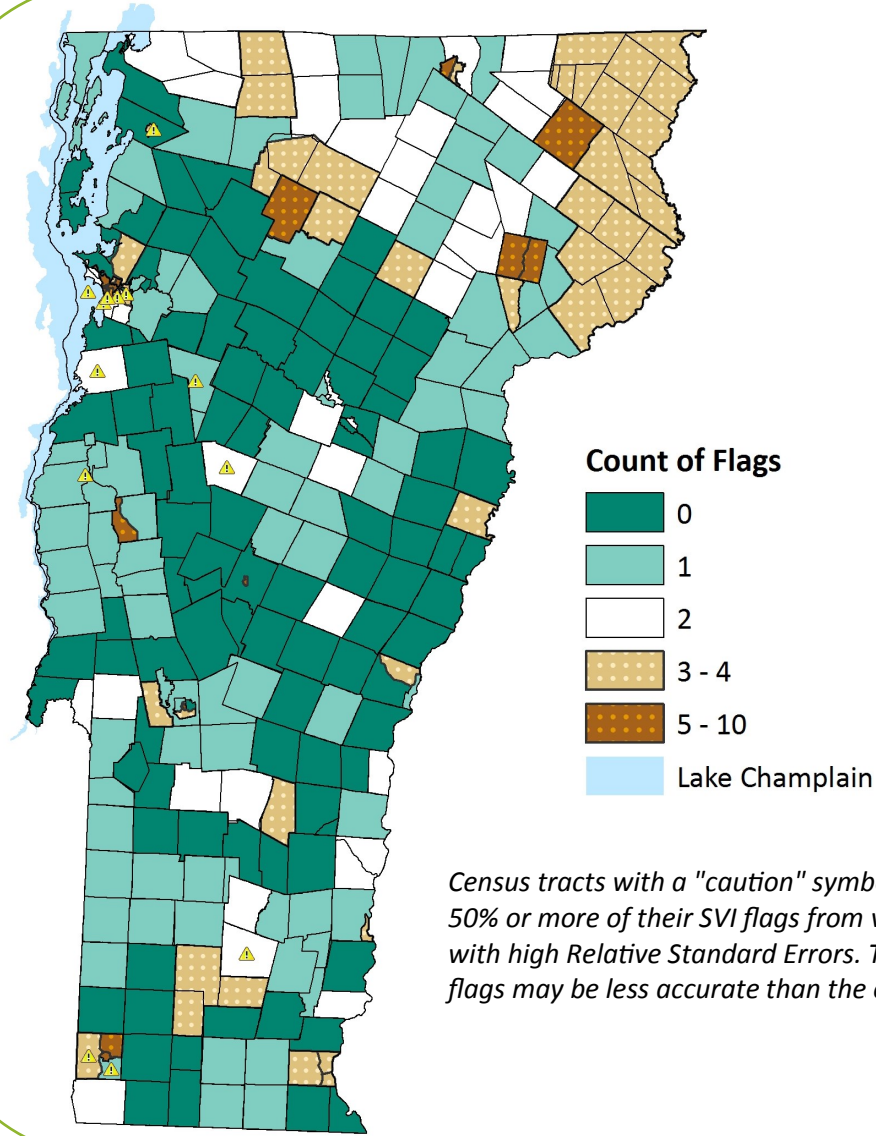 Count of Flags
0
1
2
3 - 4
5 - 10
Lake Champlain
Census tracts with a "caution"
50% or more of their SVI flags from
with high Relative Standard Errors.
flags may be less accurate than the